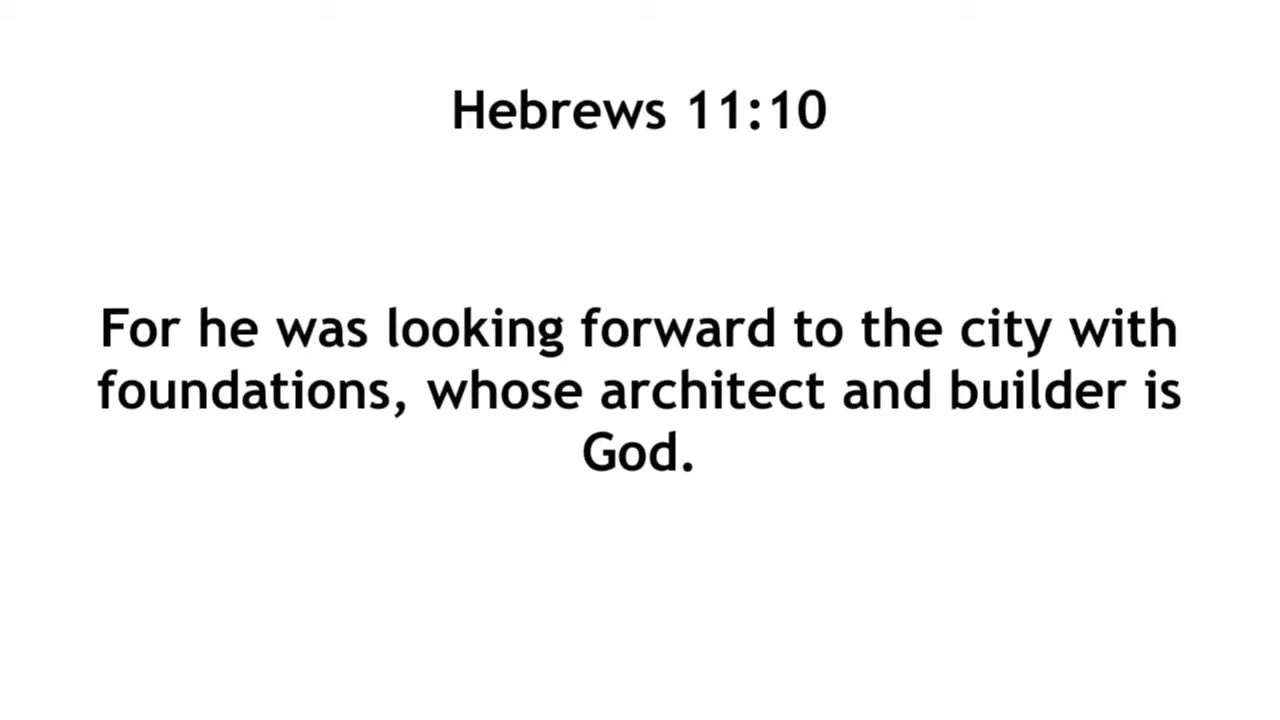 Hebrews 11:10
For he was looking forward to the city with
foundations, whose architect and builder is
God.